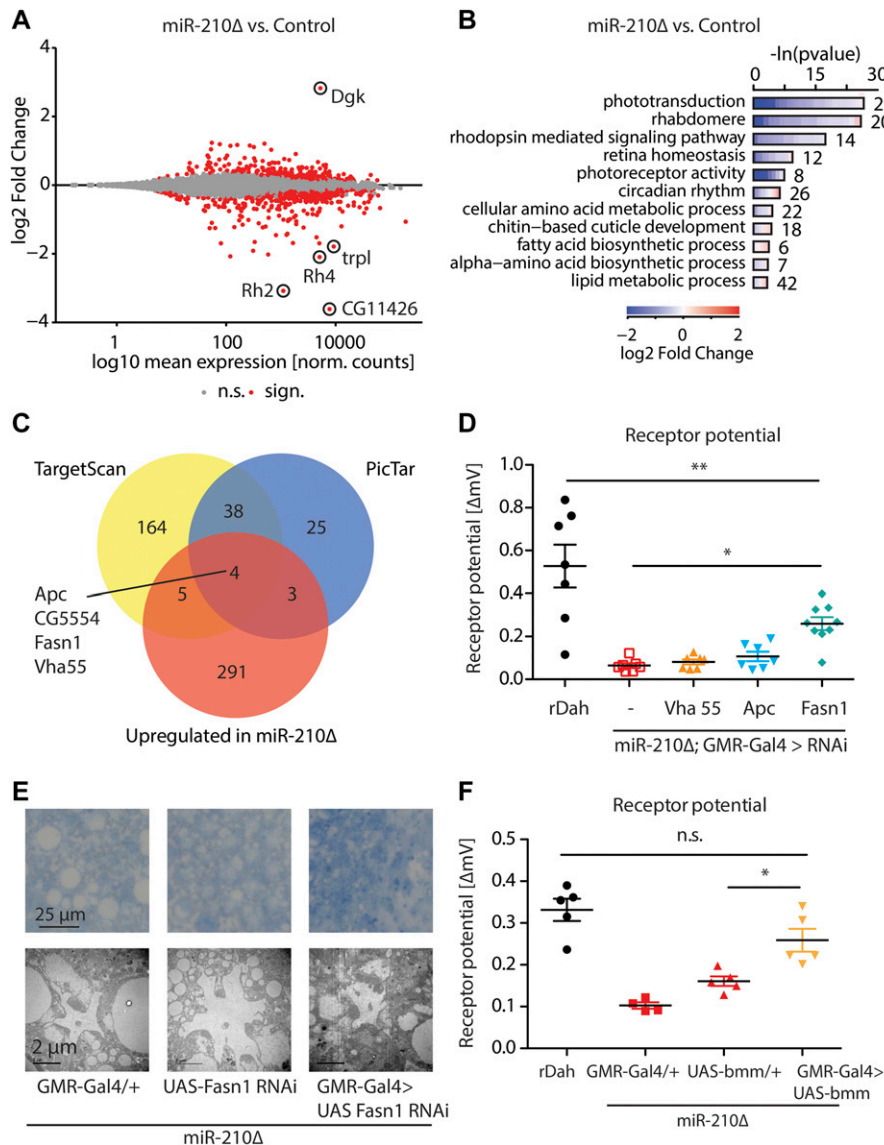 A
miR-210Δ vs. Control
4
2
0
−2
−4
log2 Fold Change
Dgk
trpl
Rh4
Rh2
CG11426
1
100
10000
log10 mean expression [norm. counts]
n.s.
sign.
B
miR-210Δ vs. Control
-ln(pvalue)
0 15 30
phototransduction
rhabdomere 20
rhodopsin mediated signaling pathway 14
retina homeostasis 12
photoreceptor activity 8
circadian rhythm 26
cellular amino acid metabolic process 22
chitin−based cuticle development 18
fatty acid biosynthetic process 6
alpha−amino acid biosynthetic process 7
lipid metabolic process 42
−2 0 2
log2 Fold Change
C
TargetScan
PicTar
164
38
25
4
5
3
291
Apc
CG5554
Fasn1
Vha55
Upregulated in miR-210Δ
D
Receptor potential
Receptor potential [ΔmV]
1.0
0.8
0.6
0.4
0.2
0.0
**
*
rDah
-
Vha 55
Apc
Fasn1
miR-210Δ; GMR-Gal4 > RNAi
E
25 µm
2 µm
GMR-Gal4/+
UAS-Fasn1 RNAi
GMR-Gal4>
UAS Fasn1 RNAi
miR-210Δ
F
Receptor potential
Receptor potential [ΔmV]
0.5
0.4
0.3
0.2
0.1
0.0
n.s.
*
rDah
GMR-Gal4/+
UAS-bmm/+
GMR-Gal4>
UAS-bmm
miR-210Δ